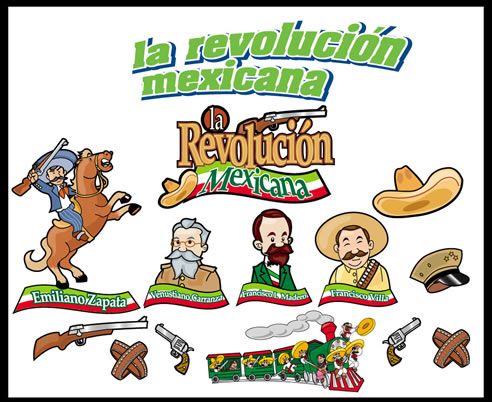 la revolución
mexicana
la
Revolución
Mexicana
Emiliano Zapata
Venustiano Carranza
Francisco I. Madero
Francisco Villa